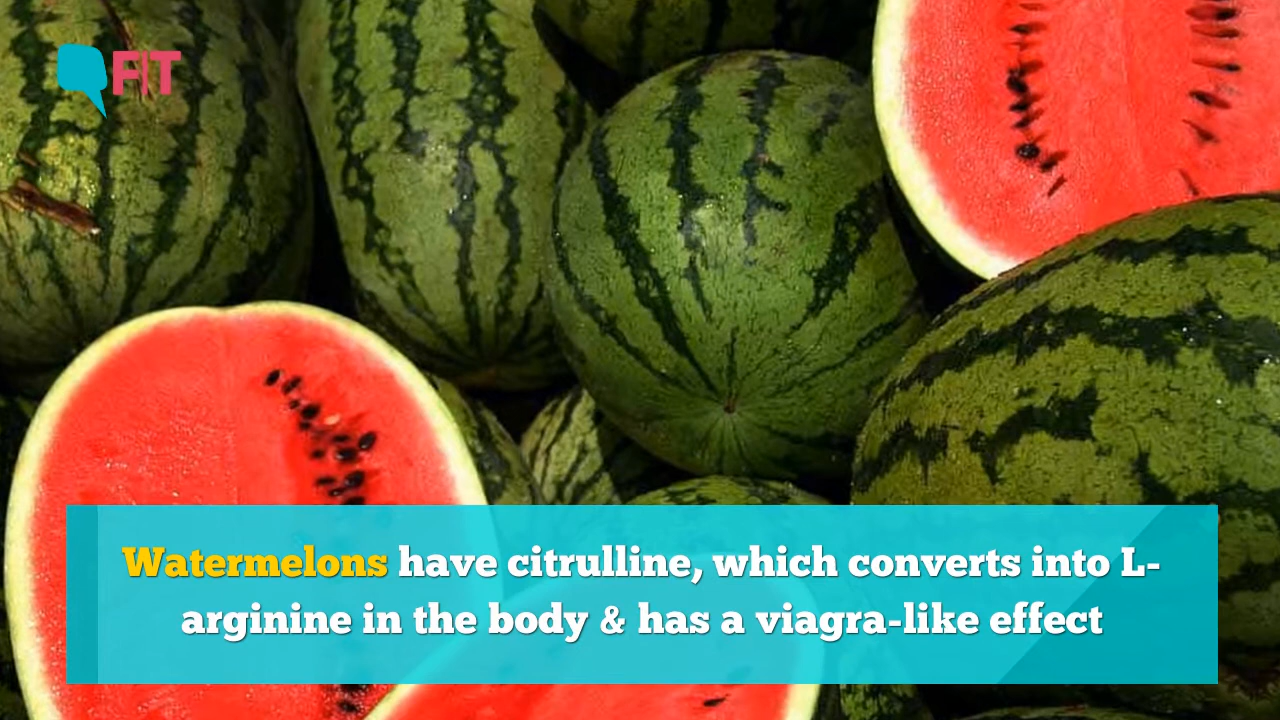 FIT
Watermelons have citrulline, which converts into L-
arginine in the body & has a viagra-like effect